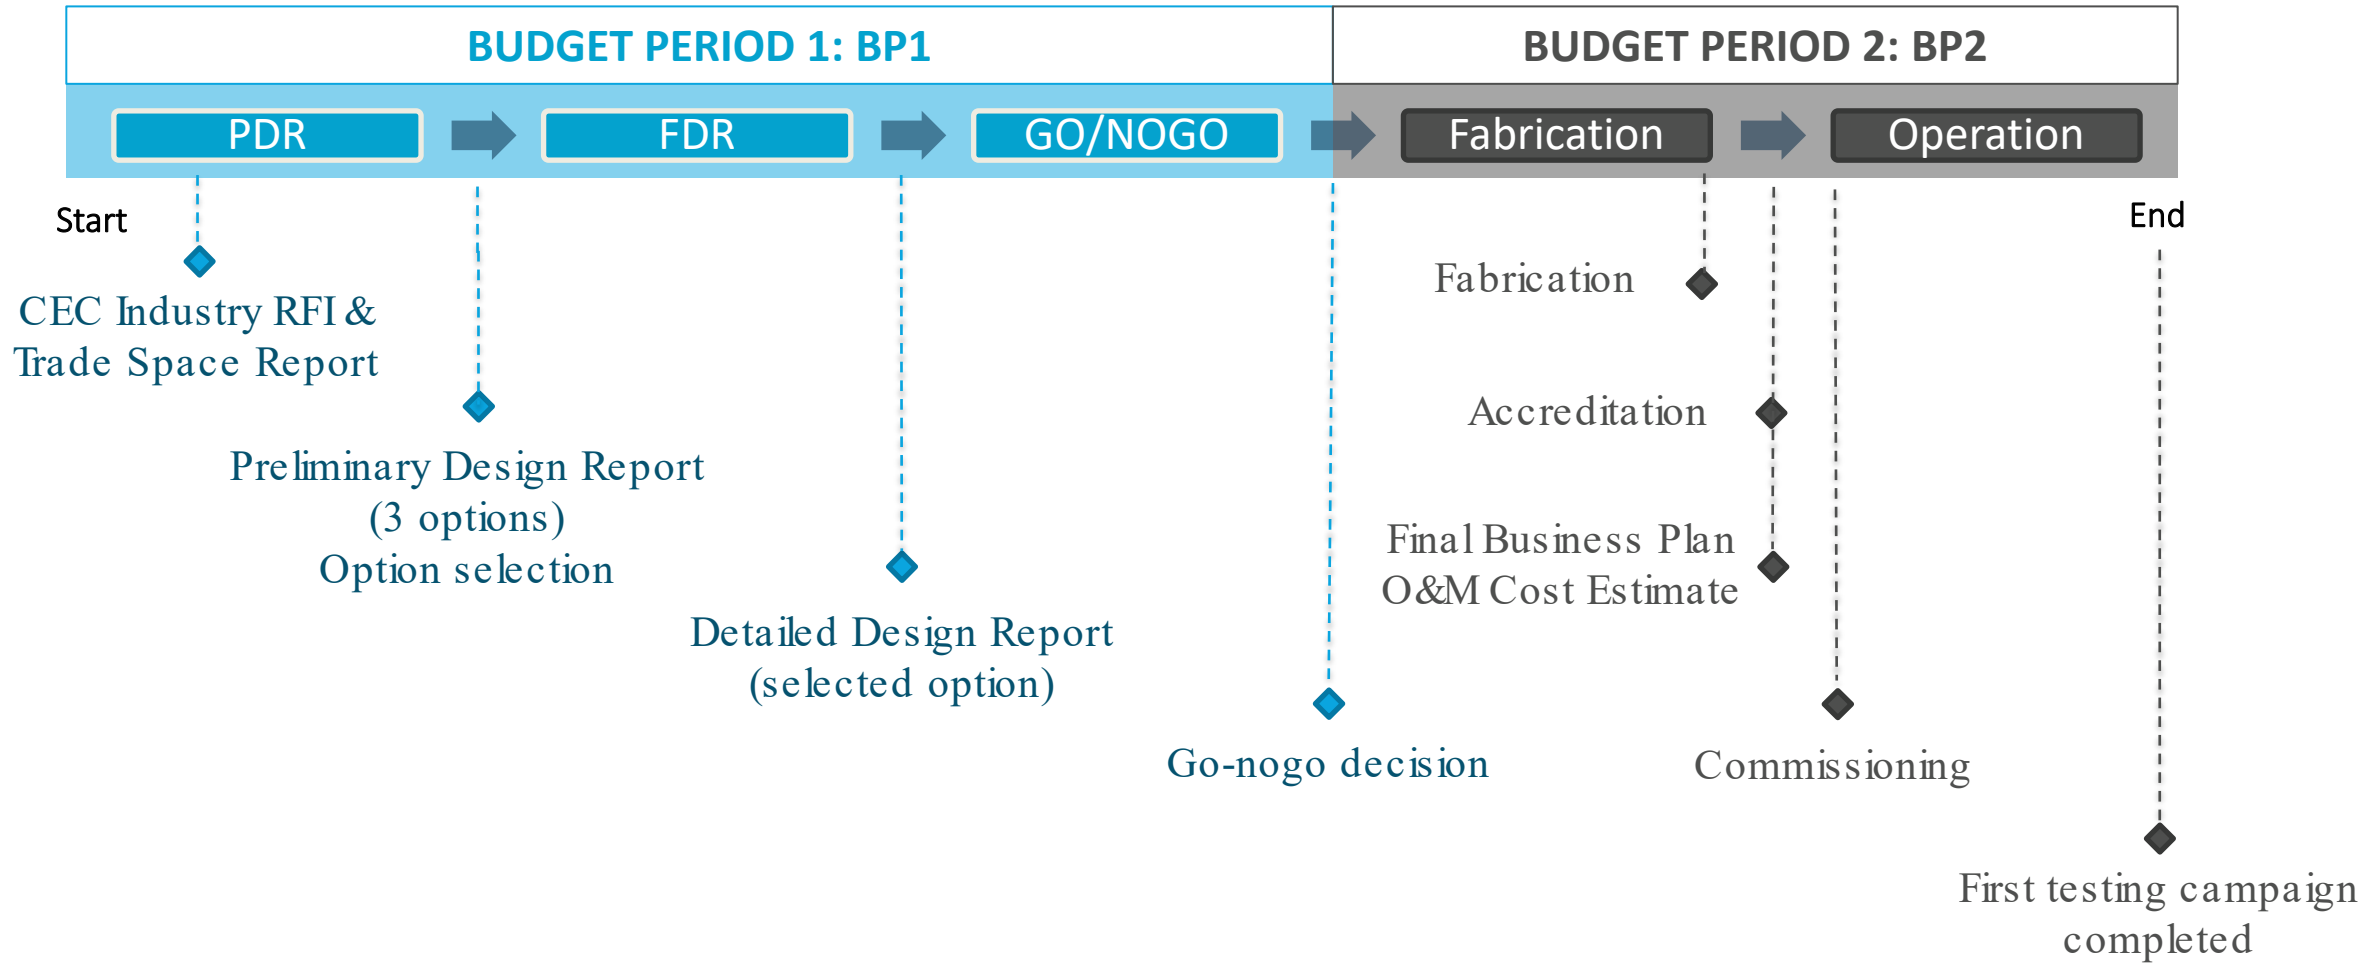 BUDGET PERIOD 1: BP1
BUDGET PERIOD 2: BP2
PDR
FDR
GO/NOGO
Fabrication
Operation
Start
End
CEC Industry RFI &
Trade Space Report
Preliminary Design Report
(3 options)
Option selection
Detailed Design Report
(selected option)
Go-nogo decision
Fabrication
Accreditation
Final Business Plan
O&M Cost Estimate
Commissioning
First testing campaign
completed